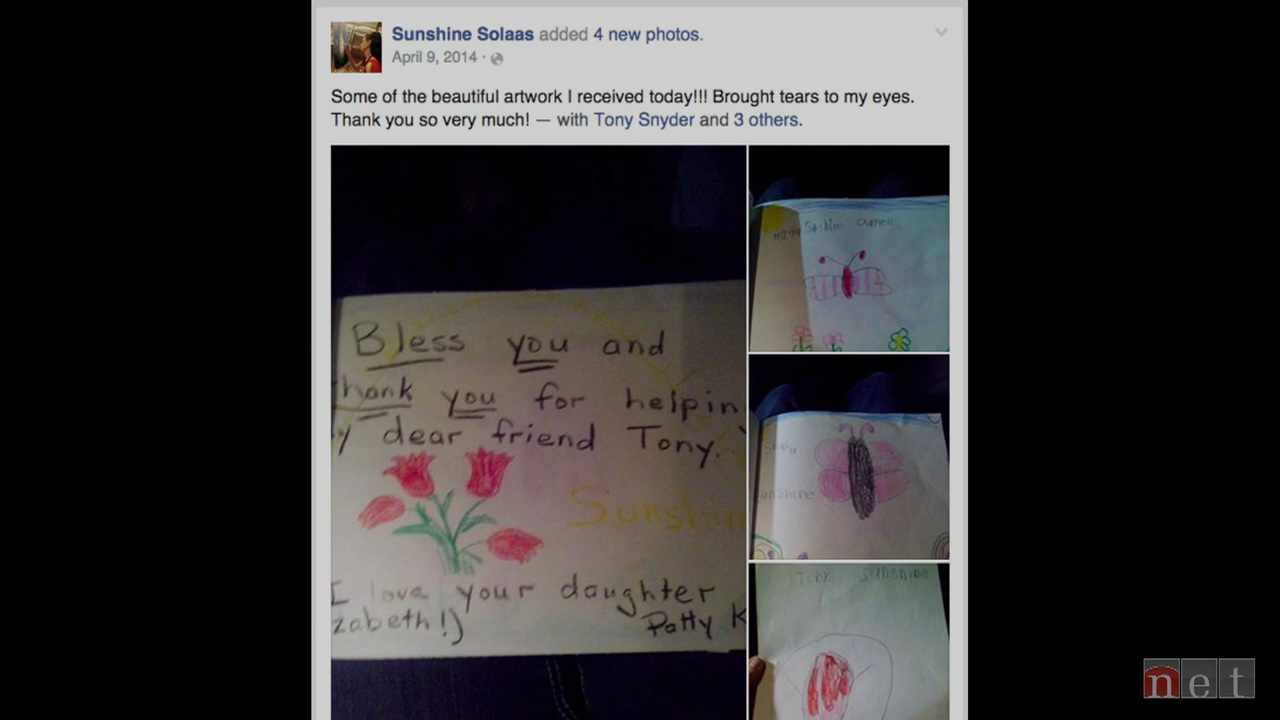 Sunshine Solaas added 4 new photos.
April 9, 2014 ·
Some of the beautiful artwork I received today!!! Brought tears to my eyes.
Thank you so very much! — with Tony Snyder and 3 others.
Bless you and
hank you for helpin
y dear friend Tony.
Sunshin
I love your daughter
zabeth!)
Patty K
Sunshine
Toby Sunshine
net